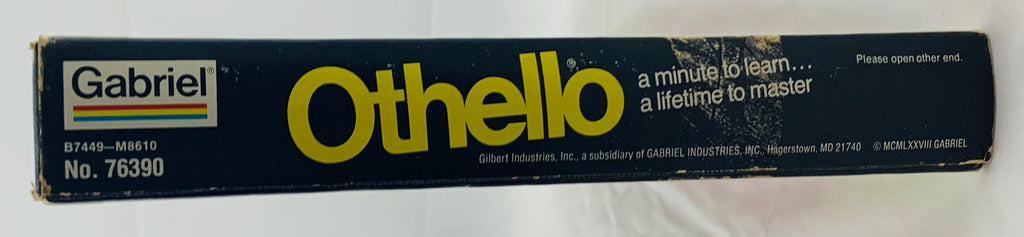 Gabriel®
B7449—M8610
No. 76390
Othello®
a minute to learn...
a lifetime to master
Please open other end.
Gilbert Industries, Inc., a subsidiary of GABRIEL INDUSTRIES, INC., Hagerstown, MD 21740 © MCMLXXVIII GABRIEL